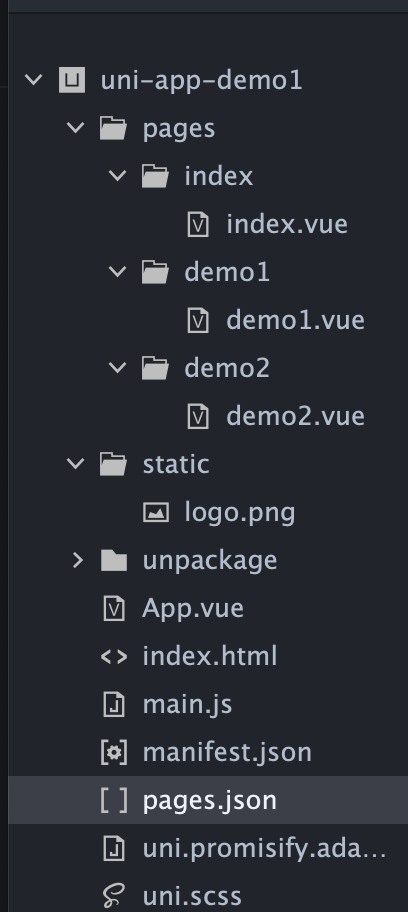 uni-app-demo1
pages
index
index.vue
demo1
demo1.vue
demo2
demo2.vue
static
logo.png
unpackage
App.vue
index.html
main.js
manifest.json
pages.json
uni.promisify.ada...
uni.scss